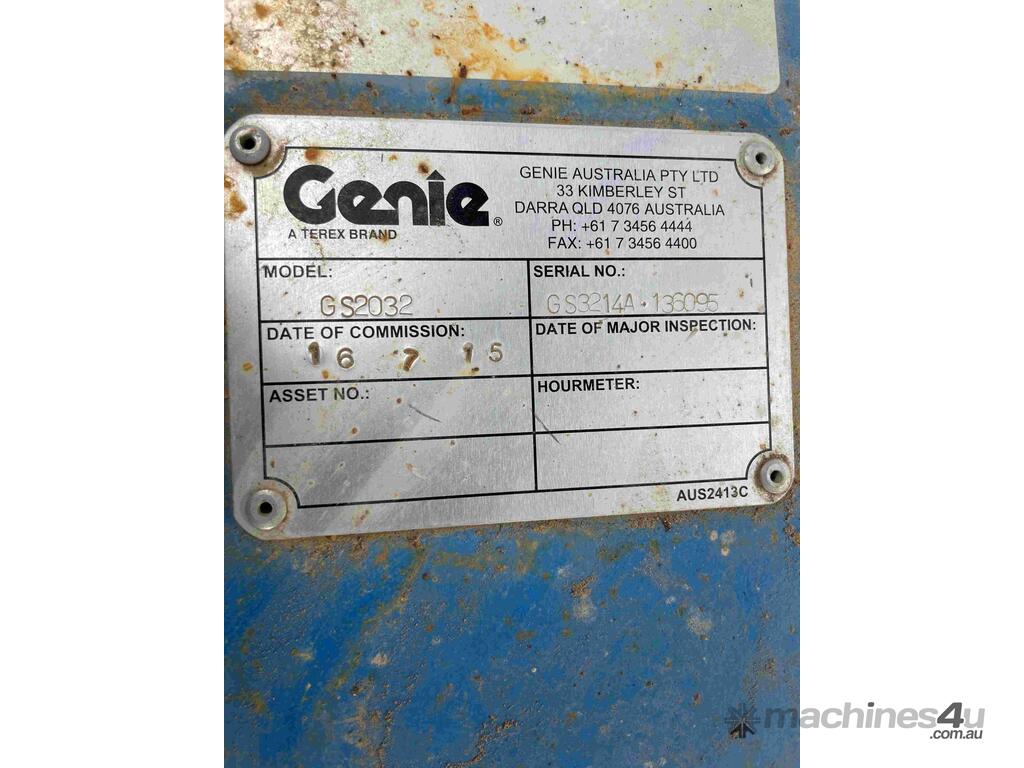 Genie®
A TEREX BRAND
GENIE AUSTRALIA PTY LTD
33 KIMBERLEY ST
DARRA QLD 4076 AUSTRALIA
PH: +61 7 3456 4444
FAX: +61 7 3456 4400
MODEL:
GS2032
SERIAL NO.:
GS3214A-136095
DATE OF COMMISSION:
16 7 15
DATE OF MAJOR INSPECTION:
ASSET NO.:
HOURMETER:
AUS2413C
machines4u
.com.au